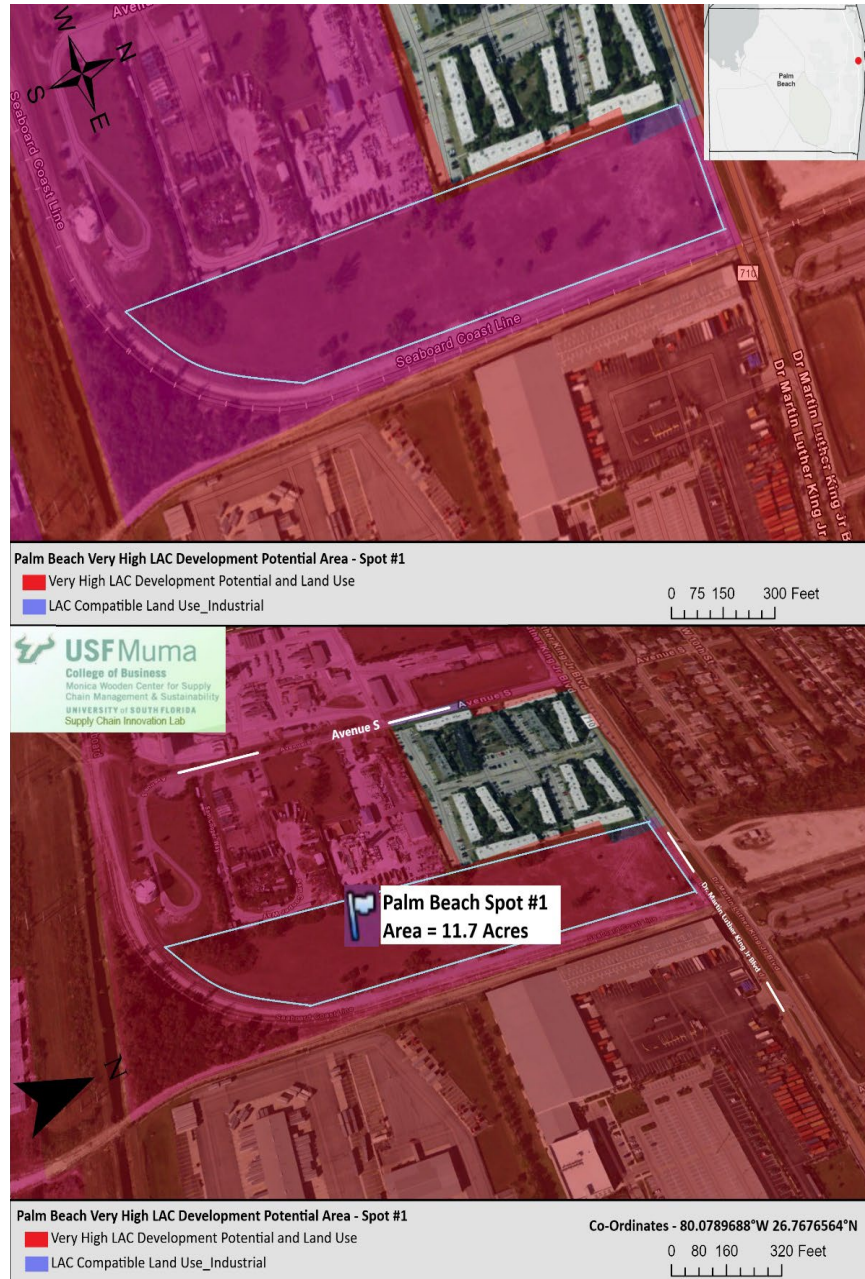 Avenue
W
N
S
E
Palm
Beach
Seaboard Coast Line
710
Seaboard Coast Line
Dr Martin Luther King Jr B
Dr Martin Luther King Jr
Palm Beach Very High LAC Development Potential Area - Spot #1
Very High LAC Development Potential and Land Use
LAC Compatible Land Use_Industrial
0 75 150 300 Feet
USF Muma
College of Business
Monica Wooden Center for Supply
Chain Management & Sustainability
UNIVERSITY of SOUTH FLORIDA
Supply Chain Innovation Lab
Avenue S
Avenue S
Avenue S
710
Palm Beach Spot #1
Area = 11.7 Acres
Dr. Martin Luther King Jr Blvd
Seaboard Coast Line
N
Palm Beach Very High LAC Development Potential Area - Spot #1
Very High LAC Development Potential and Land Use
LAC Compatible Land Use_Industrial
Co-Ordinates - 80.0789688°W 26.7676564°N
0 80 160 320 Feet